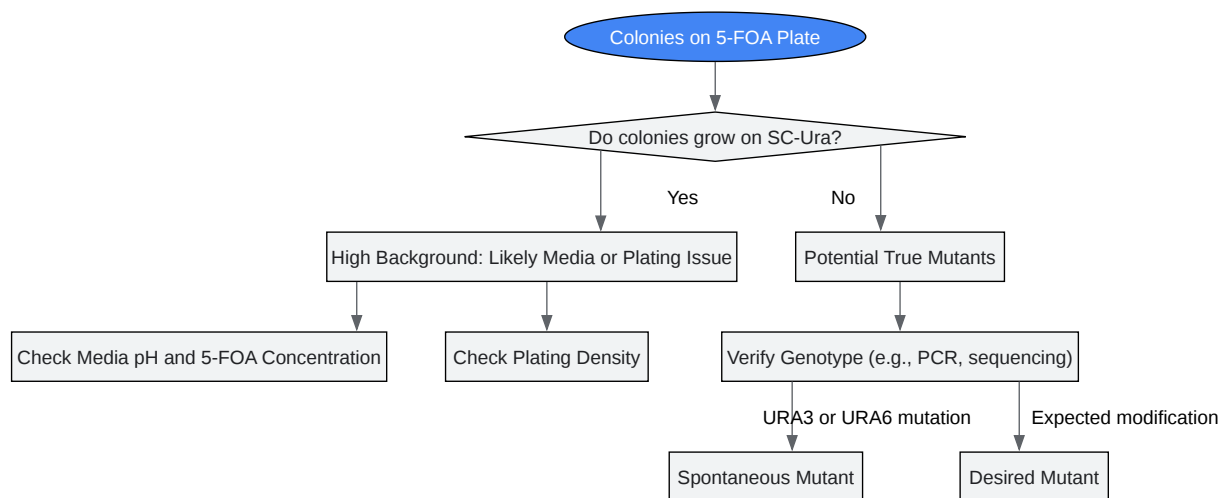 Colonies on 5-FOA Plate
Do colonies grow on SC-Ura?
Yes
No
High Background: Likely Media or Plating Issue
Potential True Mutants
Check Media pH and 5-FOA Concentration
Check Plating Density
Verify Genotype (e.g., PCR, sequencing)
URA3 or URA6 mutation
Expected modification
Spontaneous Mutant
Desired Mutant